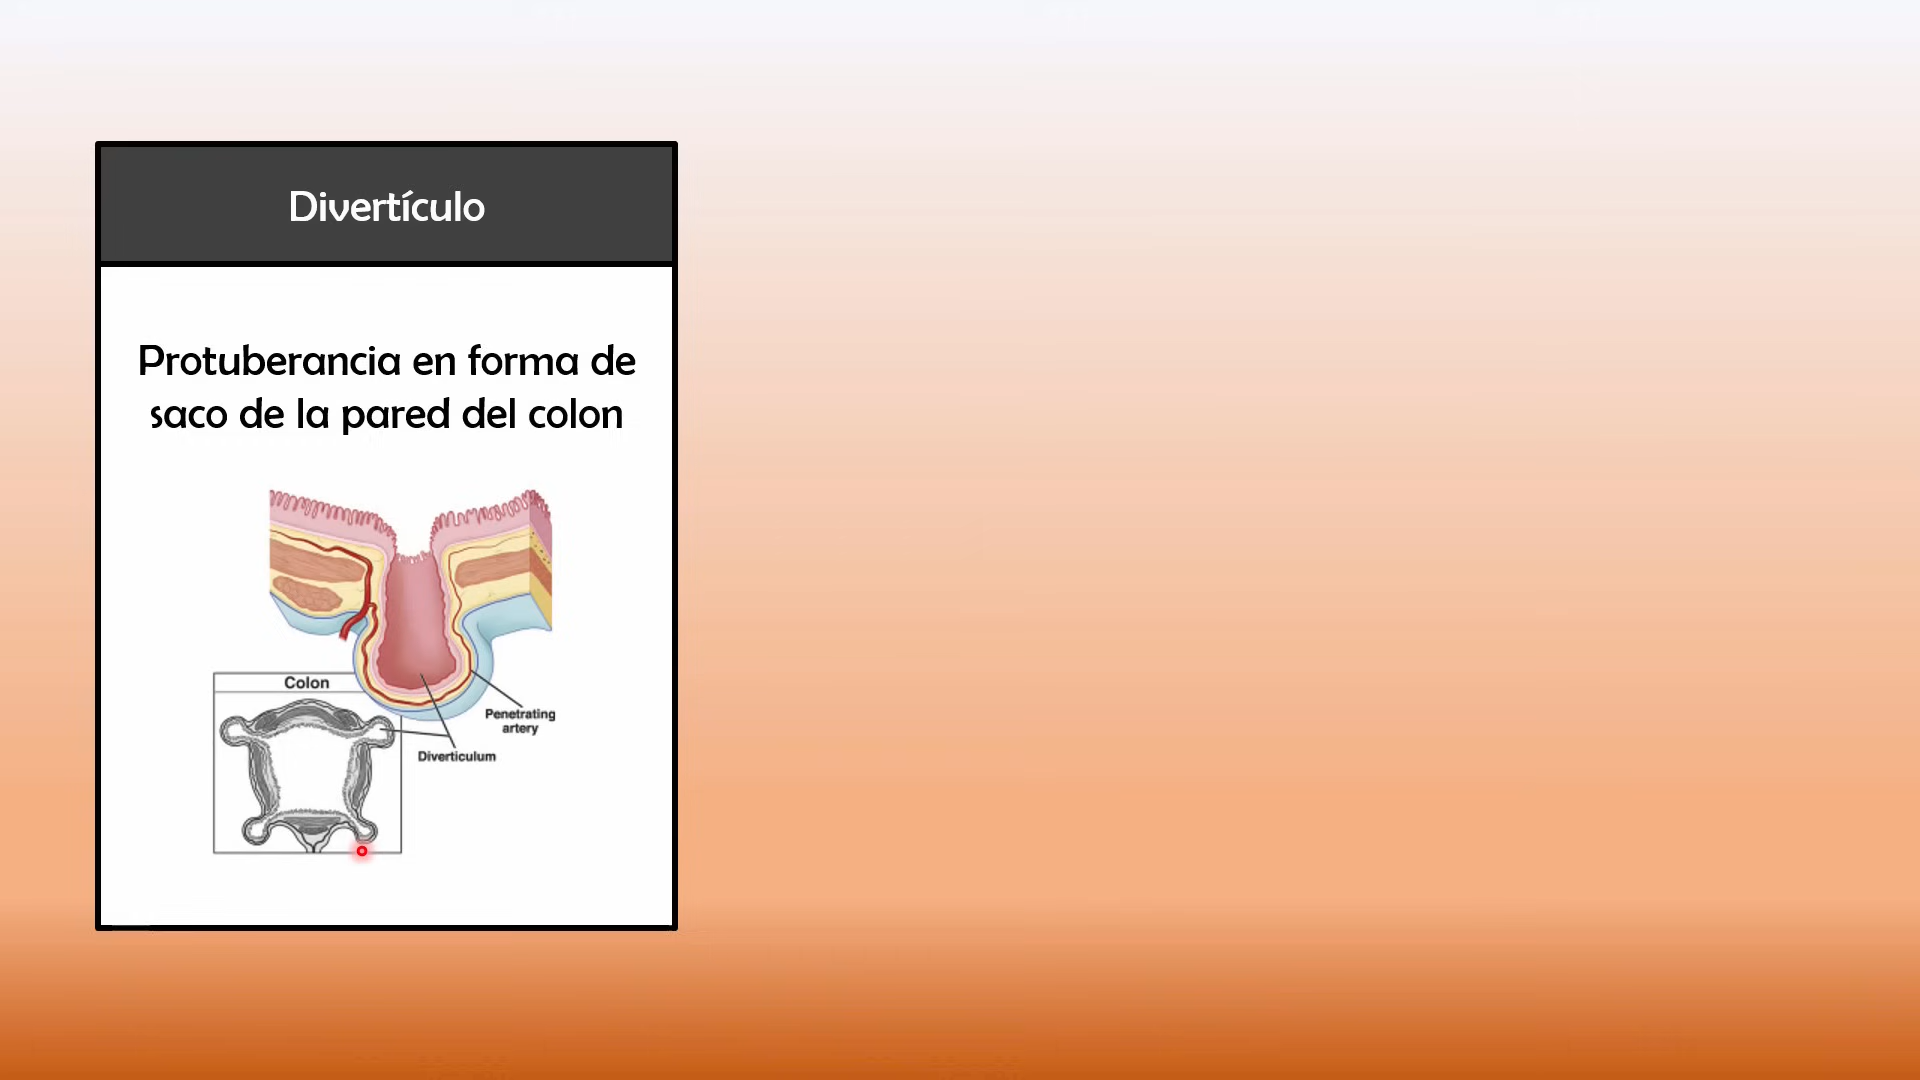 Divertículo
Protuberancia en forma de
saco de la pared del colon
Colon
Penetrating
artery
Diverticulum